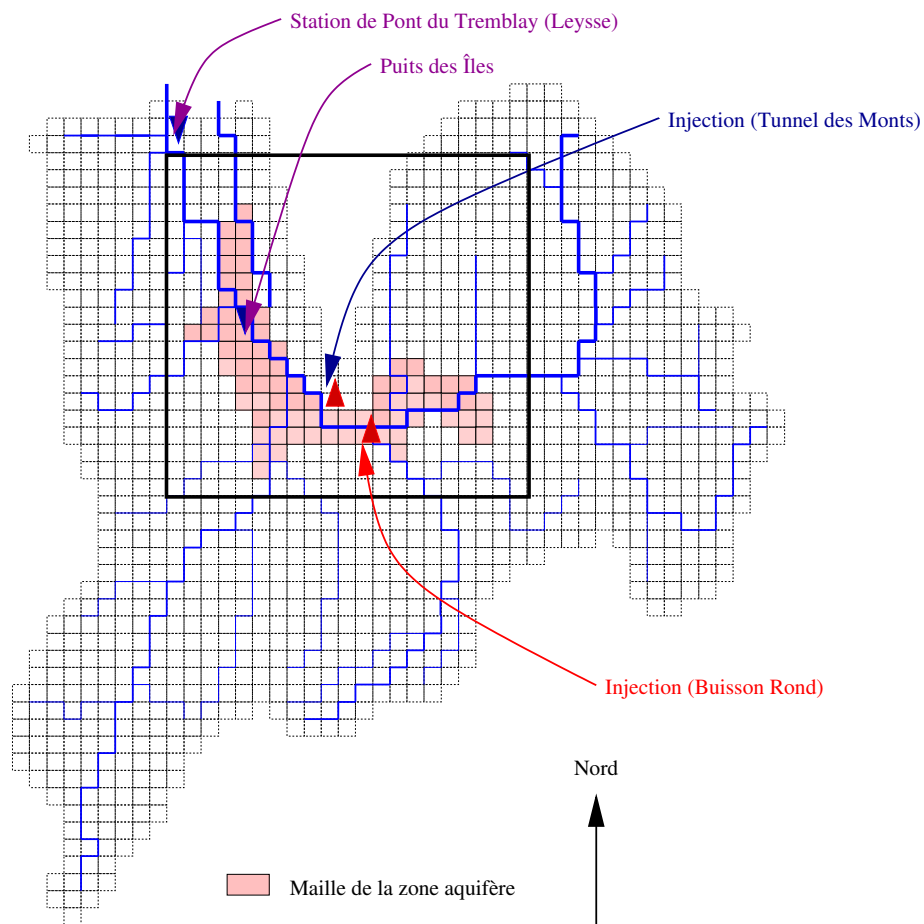 Station de Pont du Tremblay (Leysse)
Puits des Îles
Injection (Tunnel des Monts)
Injection (Buisson Rond)
Nord
Maille de la zone aquifère